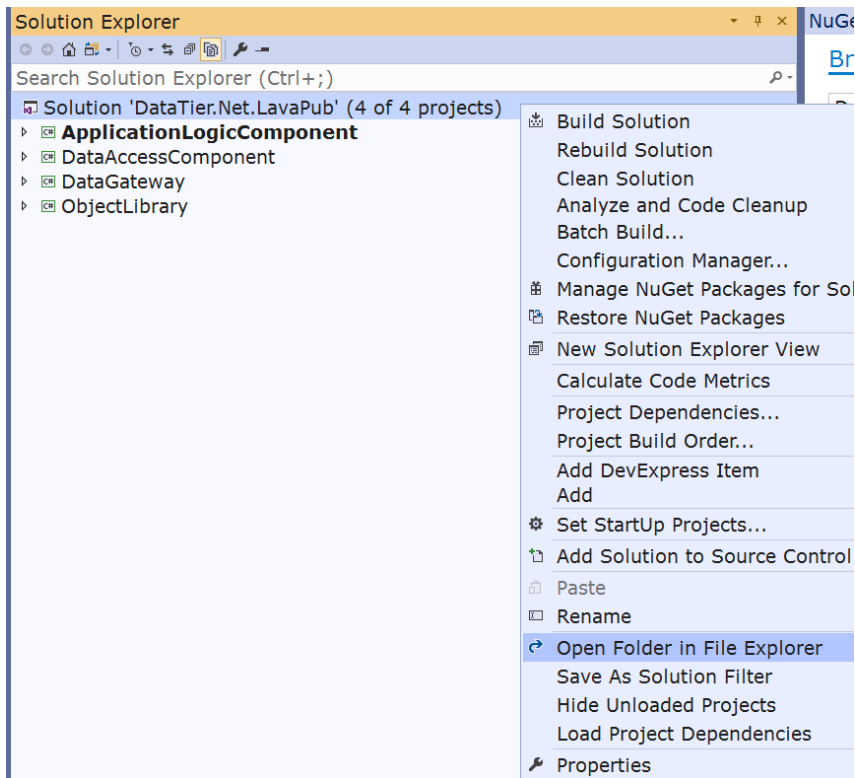 Solution Explorer
NuGe
Br
Search Solution Explorer (Ctrl+;)
Solution 'DataTier.Net.LavaPub' (4 of 4 projects)
ApplicationLogicComponent
DataAccessComponent
DataGateway
ObjectLibrary
Build Solution
Rebuild Solution
Clean Solution
Analyze and Code Cleanup
Batch Build...
Configuration Manager...
Manage NuGet Packages for Sol
Restore NuGet Packages
New Solution Explorer View
Calculate Code Metrics
Project Dependencies...
Project Build Order...
Add DevExpress Item
Add
Set StartUp Projects...
Add Solution to Source Control
Paste
Rename
Open Folder in File Explorer
Save As Solution Filter
Hide Unloaded Projects
Load Project Dependencies
Properties